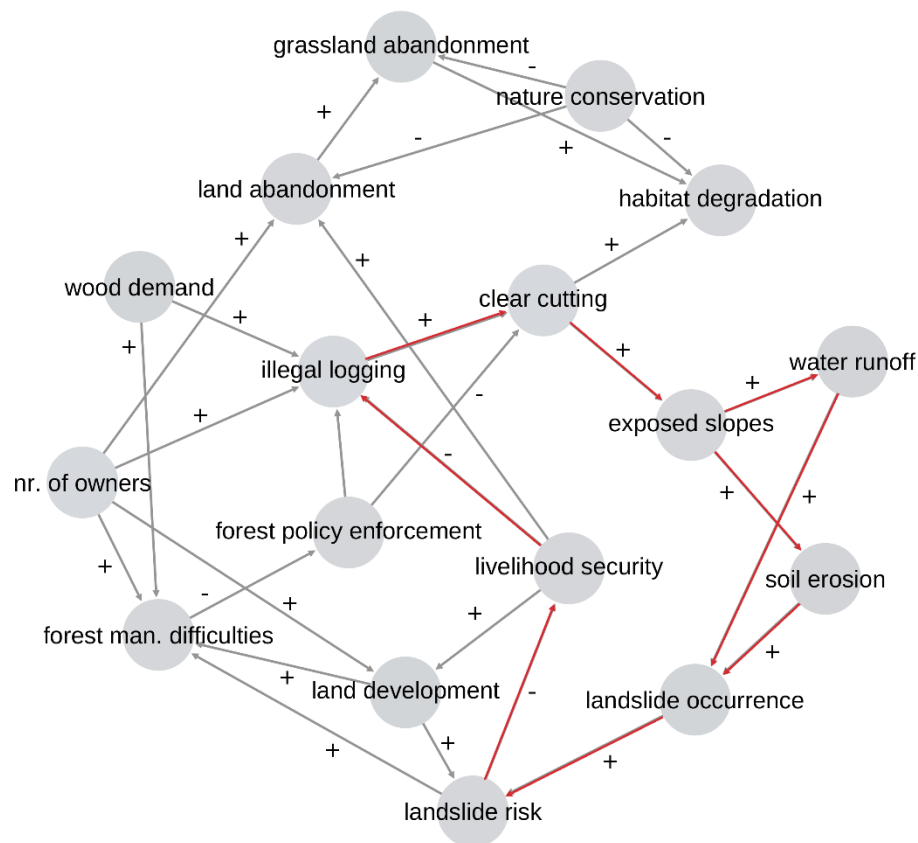 grassland abandonment
-
nature conservation
+
-
-
+
land abandonment
habitat degradation
+
+
+
wood demand
clear cutting
+
+
+
illegal logging
water runoff
+
+
-
+
exposed slopes
-
+
+
nr. of owners
forest policy enforcement
livelihood security
soil erosion
+
-
+
+
forest man. difficulties
+
+
land development
-
landslide occurrence
+
+
+
landslide risk